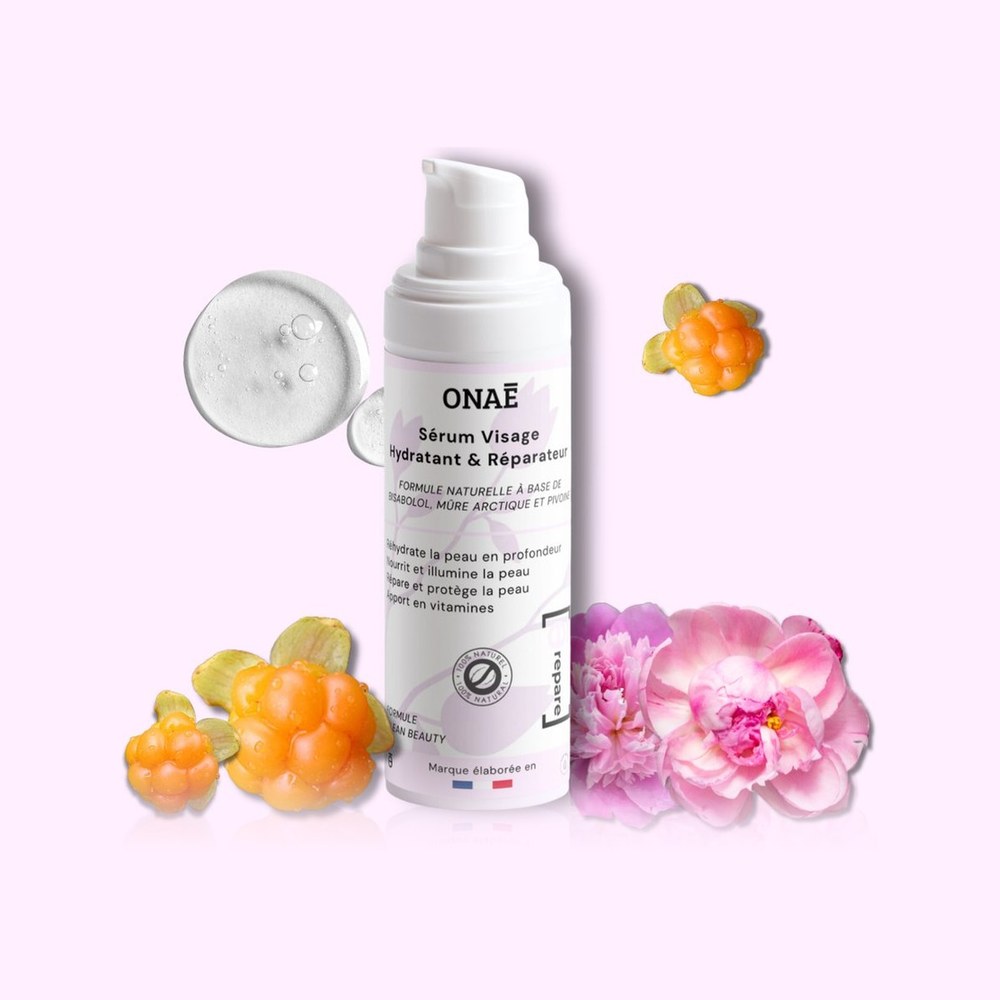 ONAĒ
Sérum Visage
Hydratant & Réparateur
FORMULE NATURELLE À BASE DE
BISABOLOL, MÛRE ARCTIQUE ET PIVOINE
Réhydrate la peau en profondeur
Nourrit et illumine la peau
Répare et protège la peau
Apport en vitamines
100% NATUREL
100% NATURAL
repare
FORMULE
CLEAN BEAUTY
Marque élaborée en